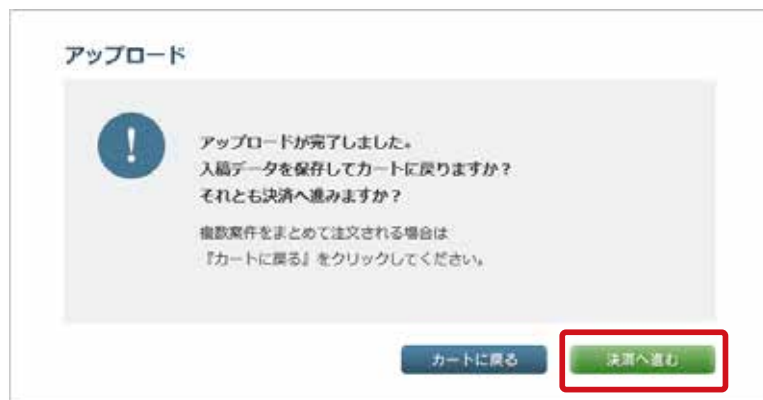 アップロード
アップロードが完了しました。
入稿データを保存してカートに戻りますか？
それとも決済へ進みますか？
複数案件をまとめて注文される場合は
『カートに戻る』をクリックしてください。
カートに戻る
決済へ進む